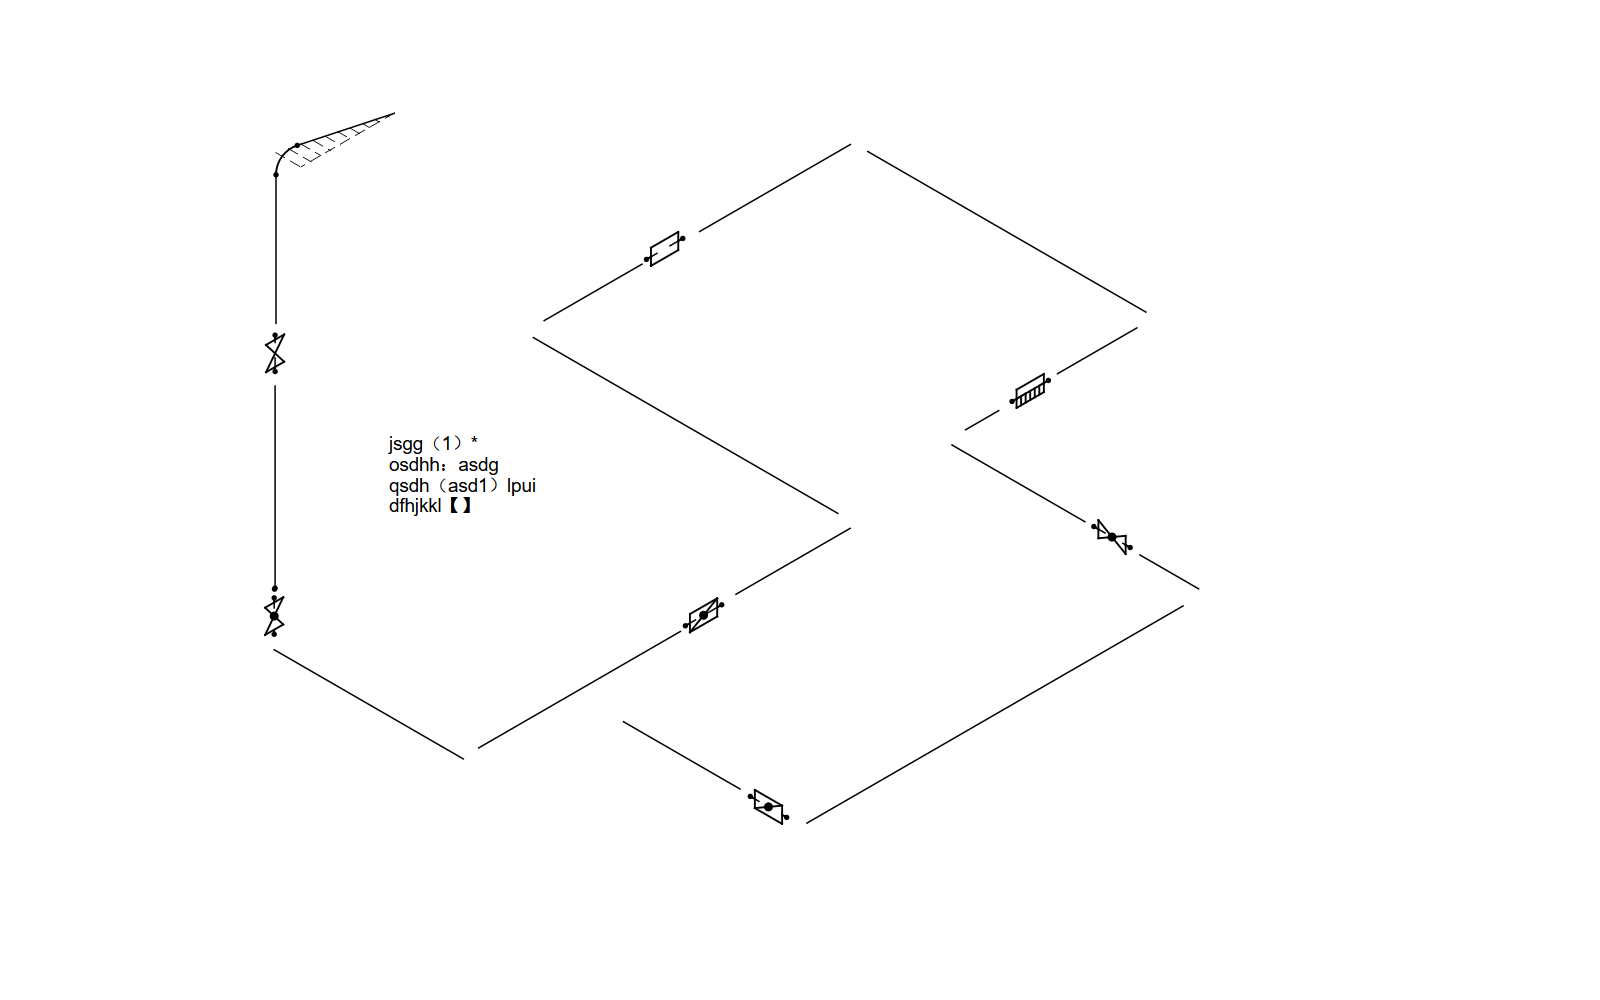 jsgg（1）*
osdhh：asdg
qsdh（asd1）lpui
dfhjkkl【】